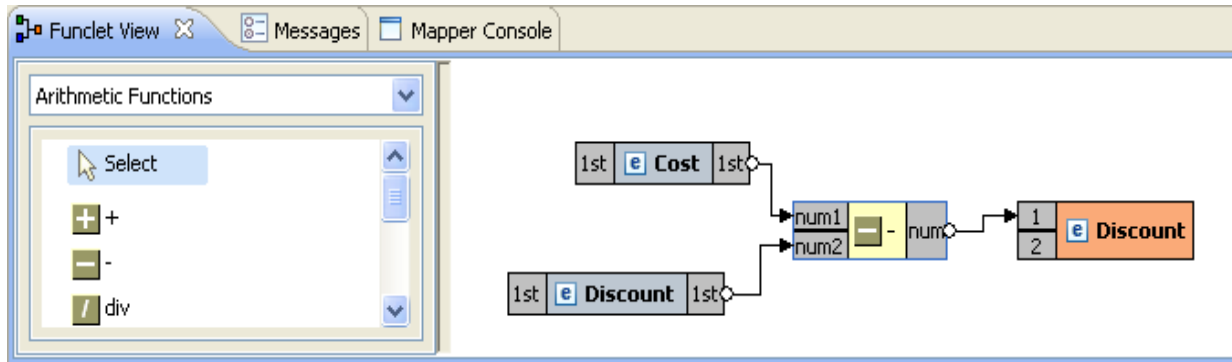 Funclet View Messages Mapper Console
Arithmetic Functions
Select
+
-
div
1st e Cost 1st
num1
num2
- num
1
2
e Discount
1st e Discount 1st